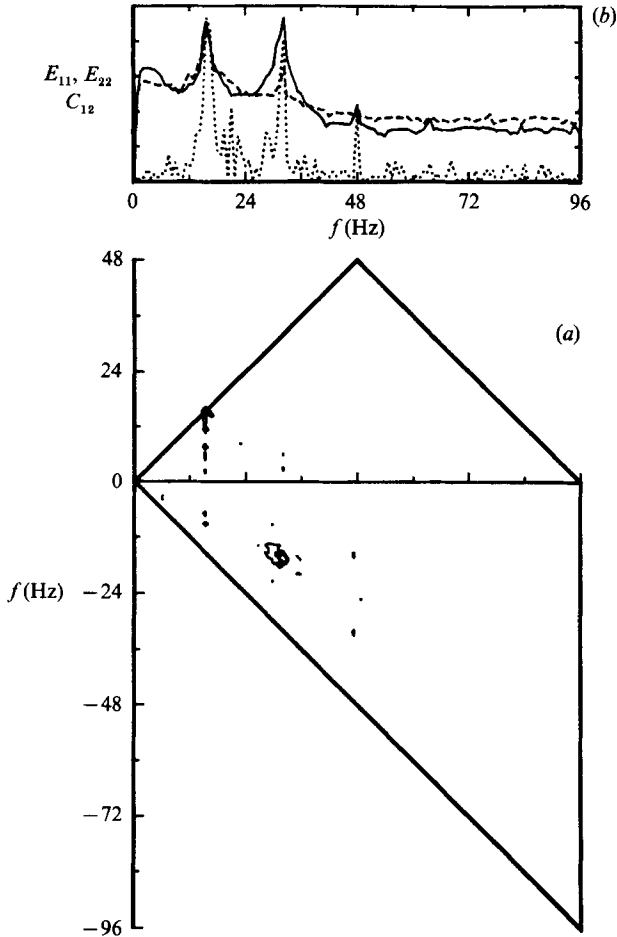 (b)
E₁₁, E₂₂
C₁₂
0 24 48 72 96
f (Hz)
48
(a)
24
0
f (Hz) −24
−48
−72
−96